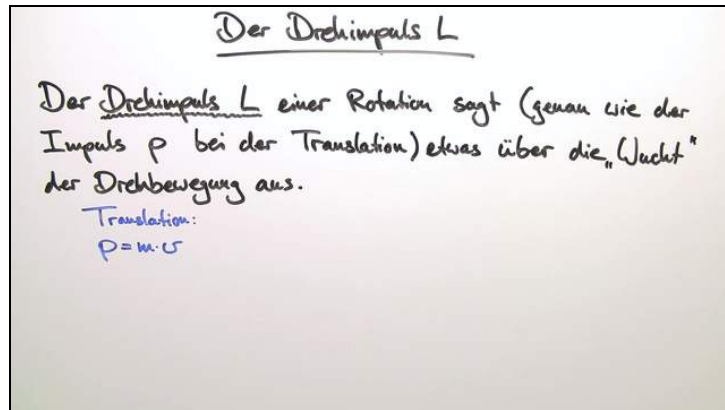 Der Drehimpuls L
Der Drehimpuls L einer Rotation sagt (genau wie der
Impuls p bei der Translation) etwas über die „Wucht“
der Drehbewegung aus.
Translation:
p=m·v